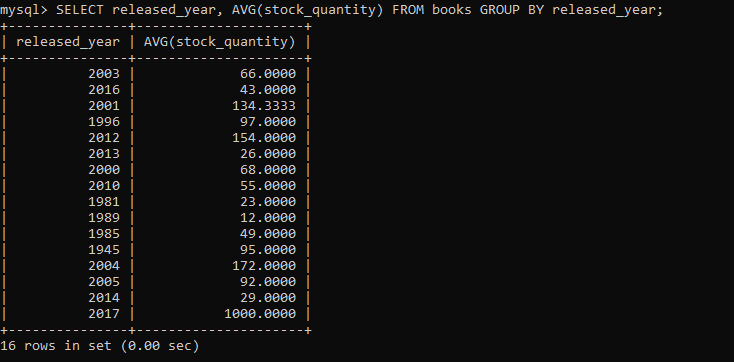 mysql> SELECT released_year, AVG(stock_quantity) FROM books GROUP BY released_year;
+---------------+---------------------+
| released_year | AVG(stock_quantity) |
+---------------+---------------------+
|          2003 |             66.0000 |
|          2016 |             43.0000 |
|          2001 |            134.3333 |
|          1996 |             97.0000 |
|          2012 |            154.0000 |
|          2013 |             26.0000 |
|          2000 |             68.0000 |
|          2010 |             55.0000 |
|          1981 |             23.0000 |
|          1989 |             12.0000 |
|          1985 |             49.0000 |
|          1945 |             95.0000 |
|          2004 |            172.0000 |
|          2005 |             92.0000 |
|          2014 |             29.0000 |
|          2017 |           1000.0000 |
+---------------+---------------------+
16 rows in set (0.00 sec)